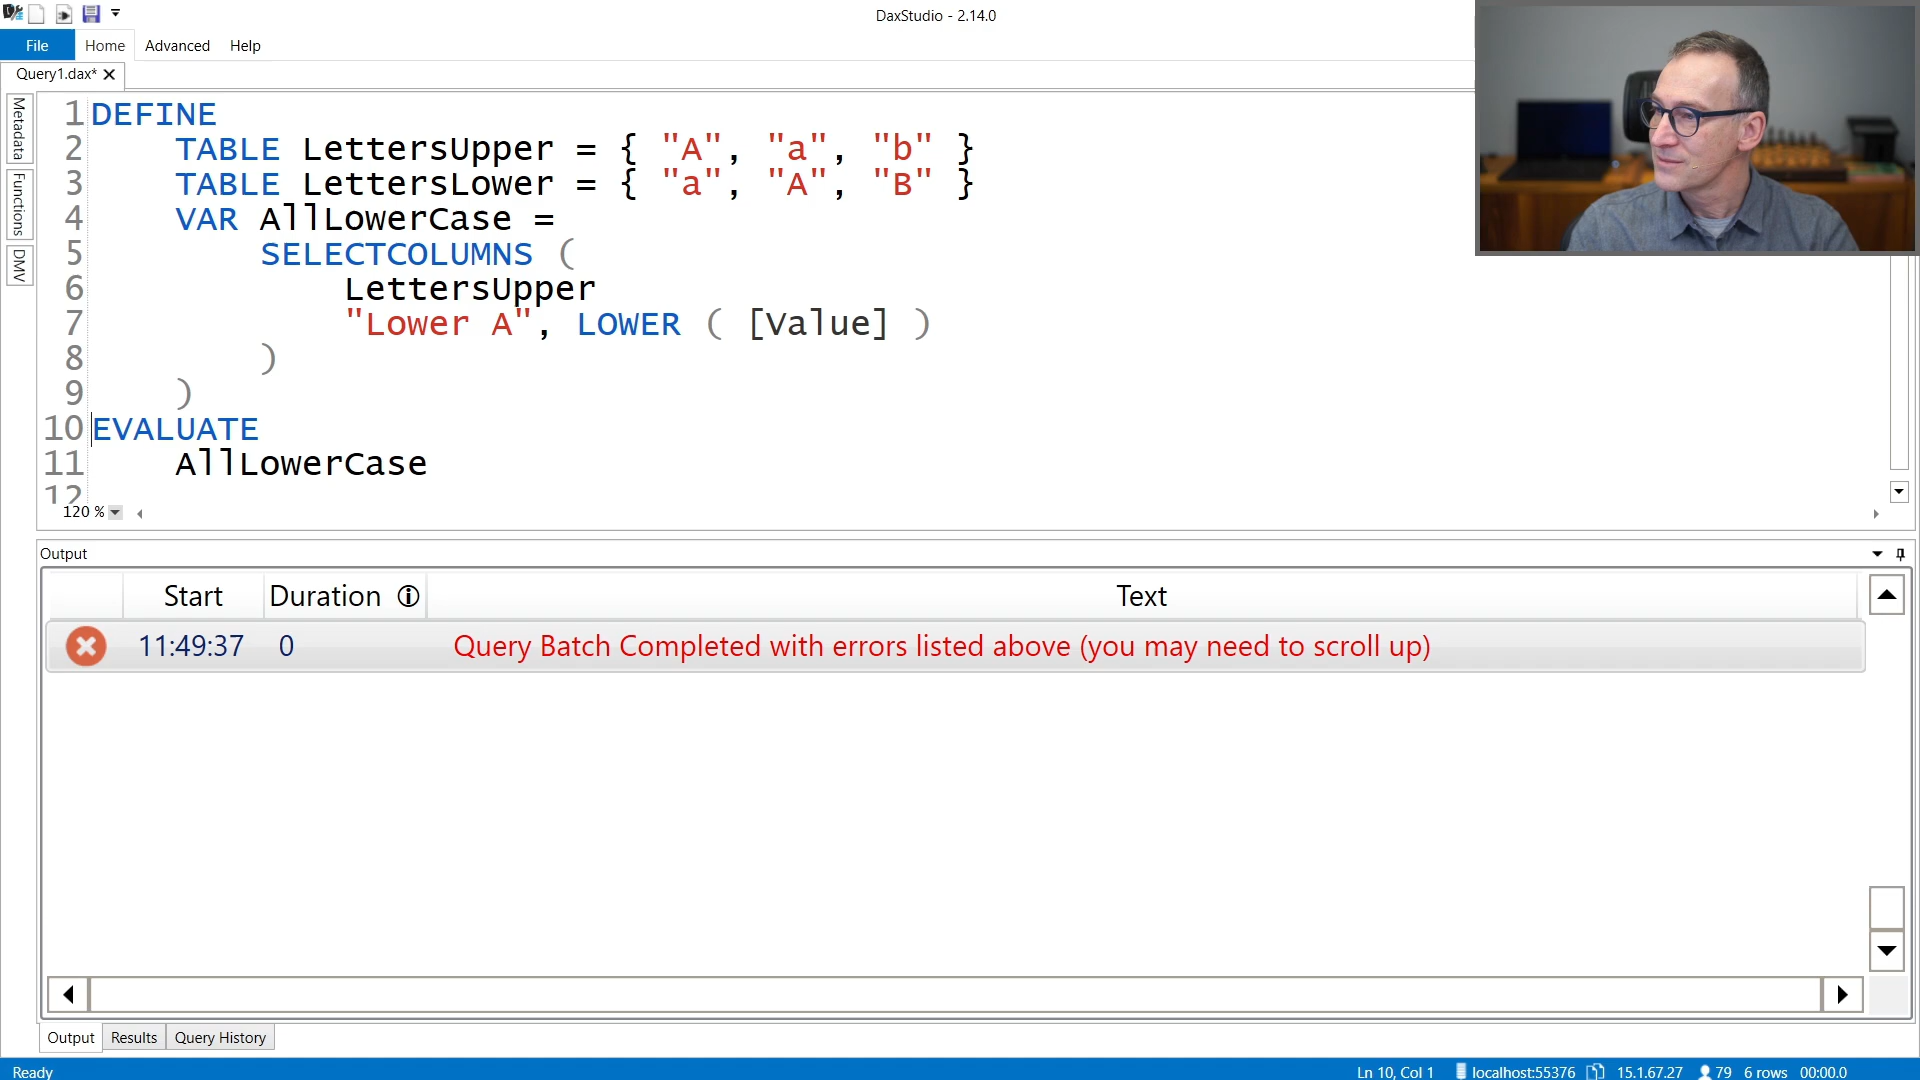 DaxStudio - 2.14.0
File Home Advanced Help
Query1.dax*
Metadata
Functions
DMV
1 DEFINE
2 TABLE LettersUpper = { "A", "a", "b" }
3 TABLE LettersLower = { "a", "A", "B" }
4 VAR AllLowerCase =
5 SELECTCOLUMNS (
6 LettersUpper
7 "Lower A", LOWER ( [Value] )
8 )
9 )
10 EVALUATE
11 AllLowerCase
12
120 %
Output
Start Duration Text
11:49:37 0 Query Batch Completed with errors listed above (you may need to scroll up)
Output Results Query History
Ready Ln 10, Col 1 localhost:55376 15.1.67.27 79 6 rows 00:00.0